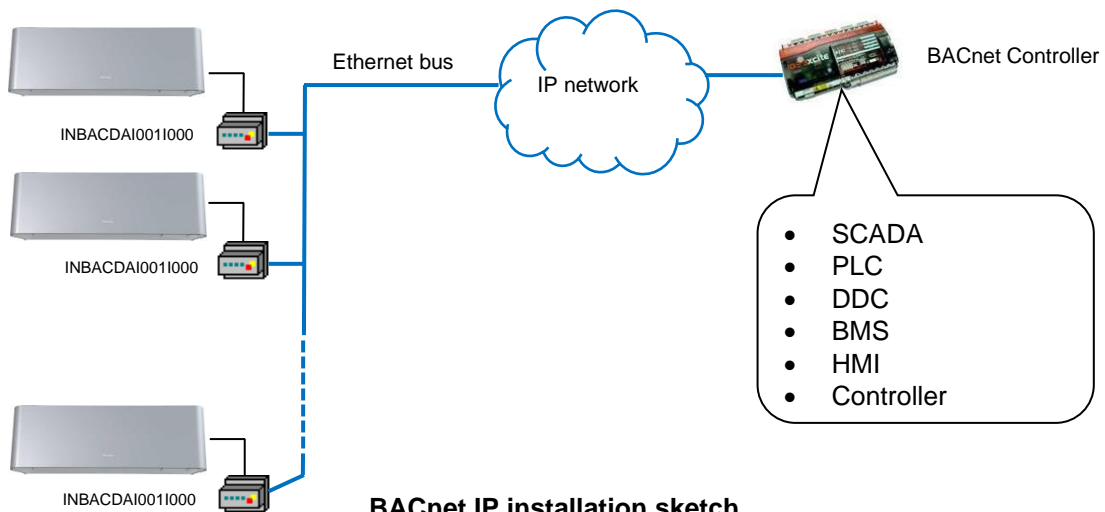 Ethernet bus
IP network
BACnet Controller
INBACDAI001I000
INBACDAI001I000
INBACDAI001I000
• SCADA
• PLC
• DDC
• BMS
• HMI
• Controller
BACnet IP installation sketch